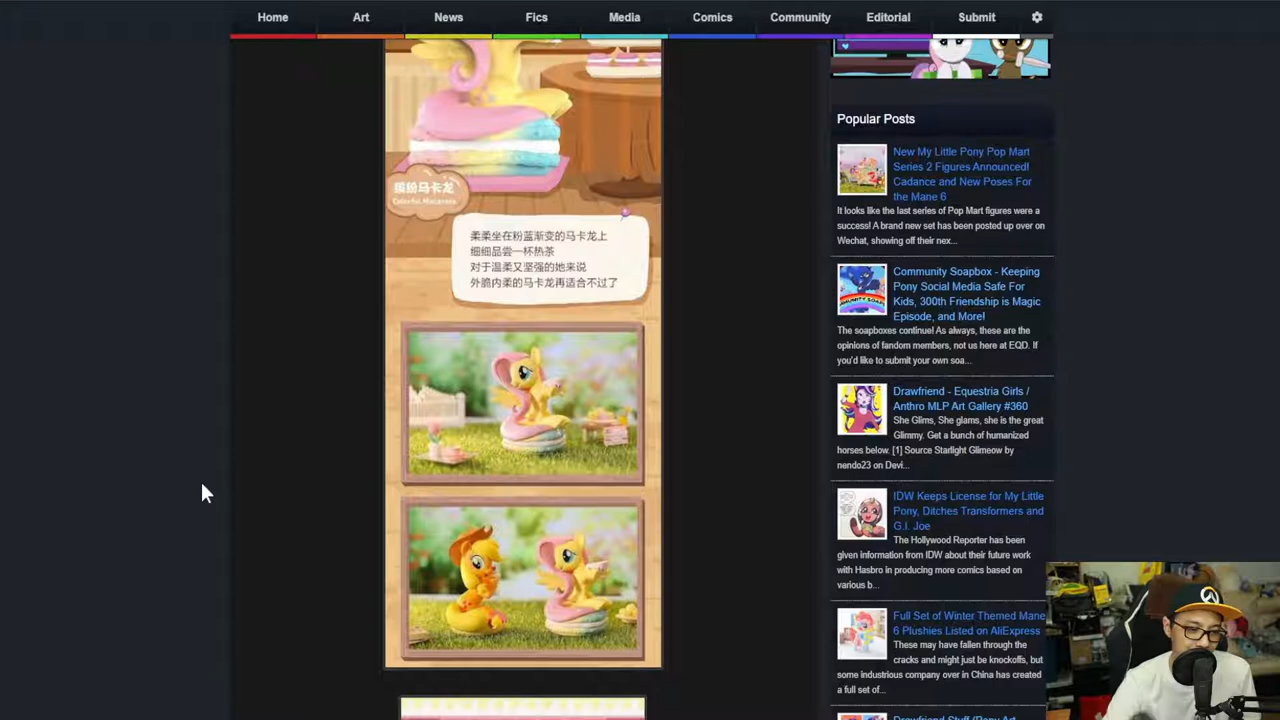 Home
Art
News
Fics
Media
Comics
Community
Editorial
Submit
缤纷马卡龙
Colorful Macarons
柔柔坐在粉蓝渐变的马卡龙上
细细品尝一杯热茶
对于温柔又坚强的她来说
外脆内柔的马卡龙再适合不过了
Popular Posts
New My Little Pony Pop Mart
Series 2 Figures Announced!
Cadance and New Poses For
the Mane 6
It looks like the last series of Pop Mart figures were a
success! A brand new set has been posted up over on
Wechat, showing off their nex...
Community Soapbox - Keeping
Pony Social Media Safe For
Kids, 300th Friendship is Magic
Episode, and More!
The soapboxes continue! As always, these are the
opinions of fandom members, not us here at EQD. If
you'd like to submit your own soa...
Drawfriend - Equestria Girls /
Anthro MLP Art Gallery #360
She Glims, She glams, she is the great
Glimmy. Get a bunch of humanized
horses below. [1] Source Starlight Glimeow by
nendo23 on Devi...
IDW Keeps License for My Little
Pony, Ditches Transformers and
G.I. Joe
The Hollywood Reporter has been
given information from IDW about their future work
with Hasbro in producing more comics based on
various b...
Full Set of Winter Themed Mane
6 Plushies Listed on AliExpress
These may have fallen through the
cracks and might just be knockoffs, but
some industrious company over in China has created
a full set of...
Drawfriend Stuff (Pony Art